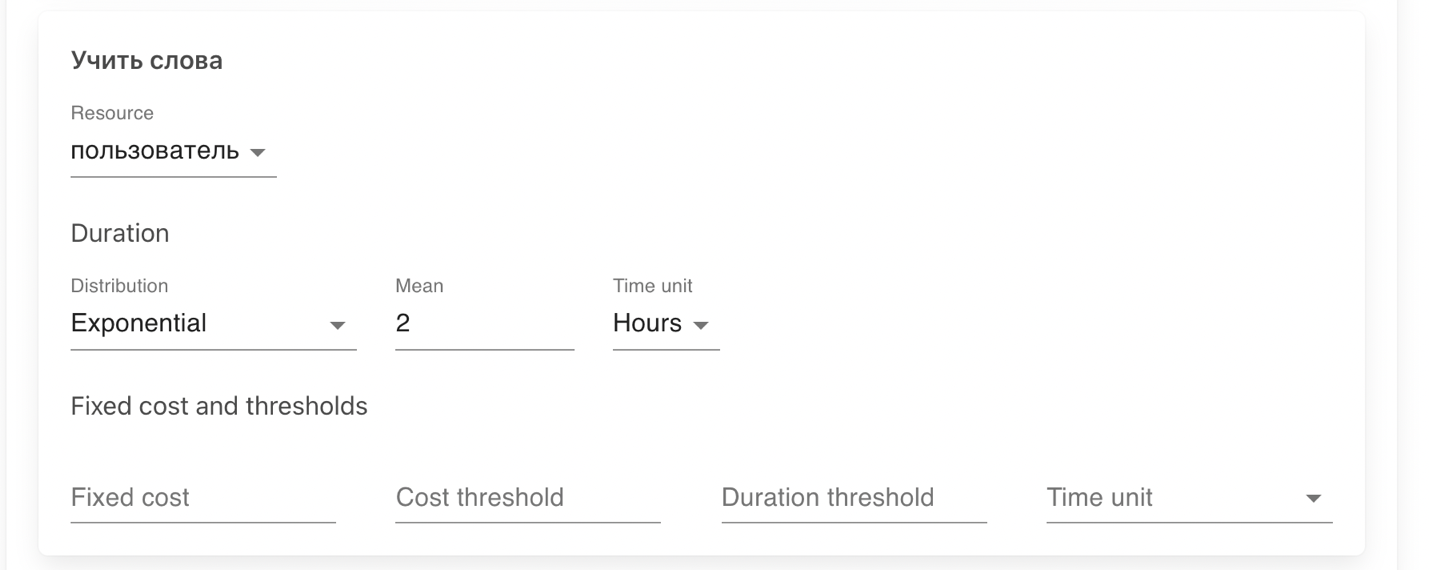 Учить слова
Resource
пользователь
Duration
Distribution Mean Time unit
Exponential 2 Hours
Fixed cost and thresholds
Fixed cost Cost threshold Duration threshold Time unit